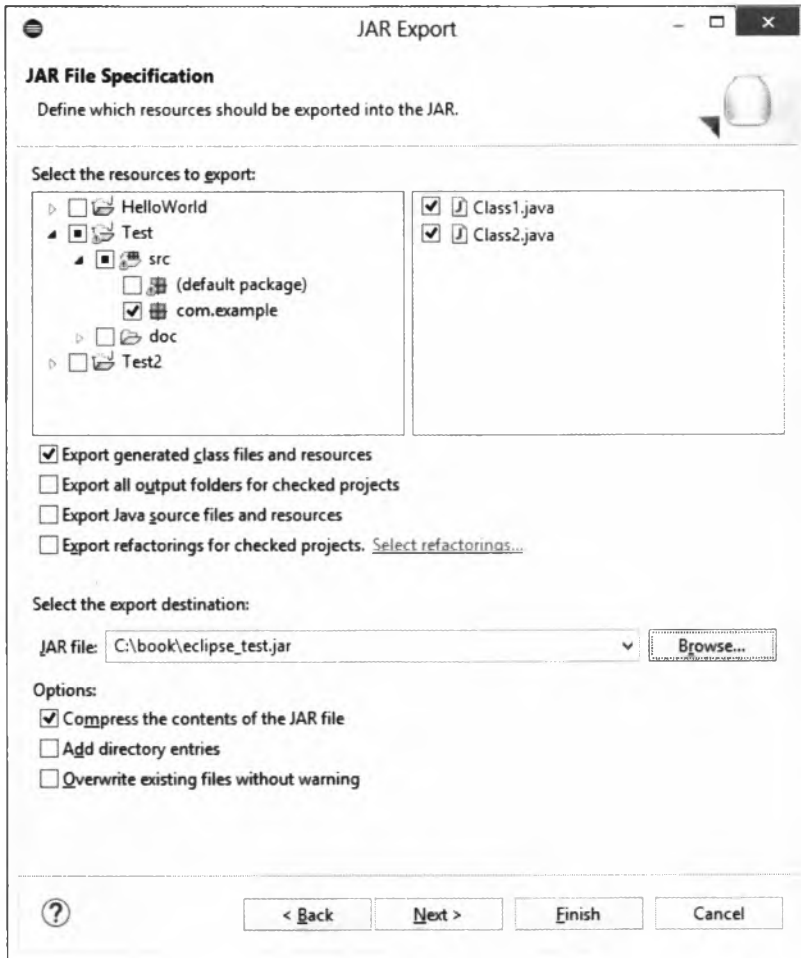 JAR Export
JAR File Specification
Define which resources should be exported into the JAR.
Select the resources to export:
HelloWorld
Test
src
(default package)
com.example
doc
Test2
Class1.java
Class2.java
Export generated class files and resources
Export all output folders for checked projects
Export Java source files and resources
Export refactorings for checked projects. Select refactorings...
Select the export destination:
JAR file: C:\book\eclipse_test.jar Browse...
Options:
Compress the contents of the JAR file
Add directory entries
Overwrite existing files without warning
? < Back Next > Finish Cancel